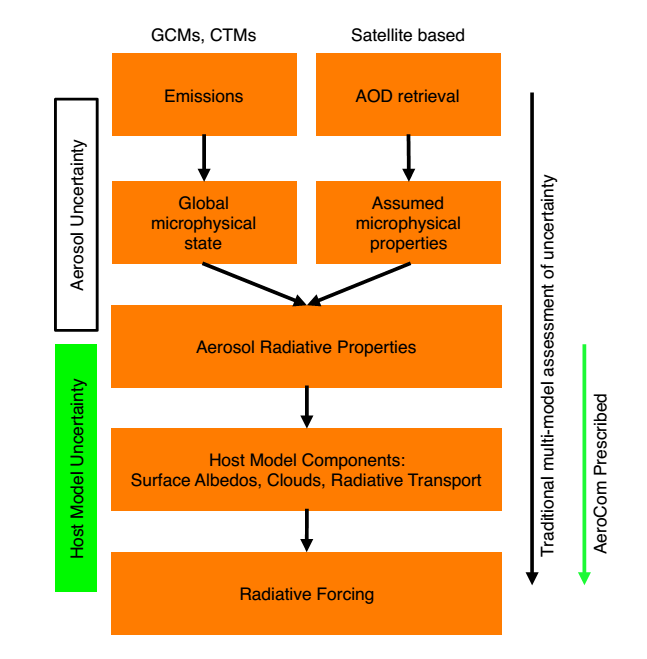 GCMs, CTMs
Satellite based
Emissions
AOD retrieval
Global
microphysical
state
Assumed
microphysical
properties
Aerosol Radiative Properties
Host Model Components:
Surface Albedos, Clouds, Radiative Transport
Radiative Forcing
Aerosol Uncertainty
Host Model Uncertainty
Traditional multi-model assessment of uncertainty
AeroCom Prescribed